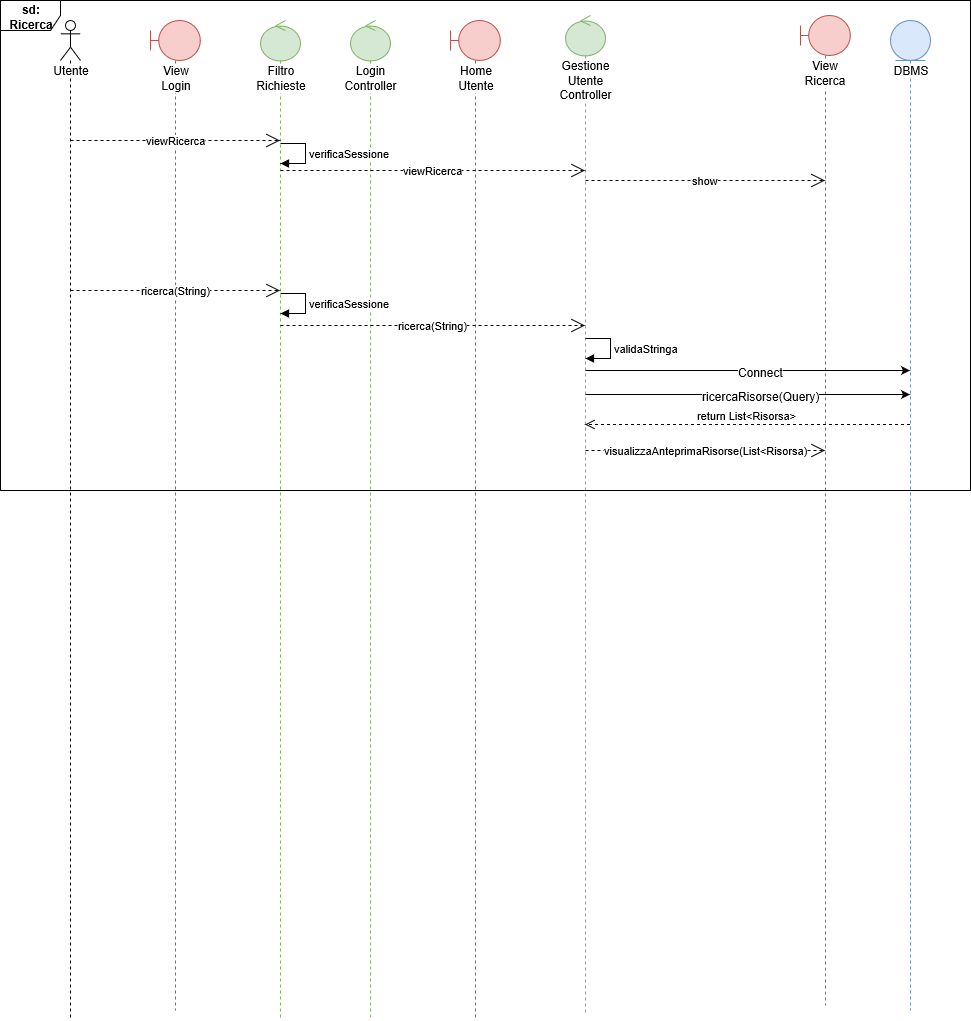 sd:
Ricerca
Utente
View
Login
Filtro
Richieste
Login
Controller
Home
Utente
Gestione
Utente
Controller
View
Ricerca
DBMS
viewRicerca
verificaSessione
viewRicerca
show
ricerca(String)
verificaSessione
ricerca(String)
validaStringa
Connect
ricercaRisorse(Query)
return List<Risorsa>
visualizzaAnteprimaRisorse(List<Risorsa)